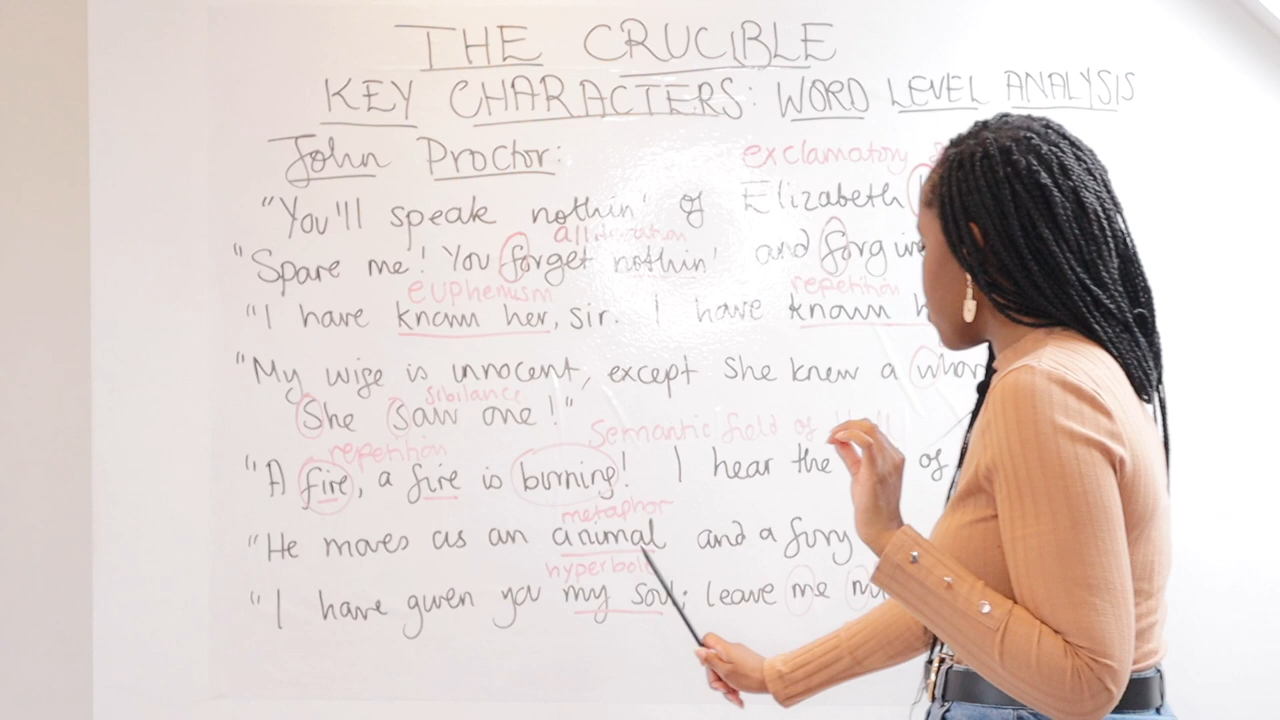 THE CRUCIBLE
KEY CHARACTERS: WORD LEVEL ANALYSIS
John Proctor:
exclamatory
"You'll speak nothin' of Elizabeth
alliteration
"Spare me! You forget nothin' and forgive
euphemism repetition
"I have known her, sir. I have known
"My wife is innocent, except she knew a
sibilance
She saw one!"
repetition Semantic field of Hell
"A fire, a fire is burning! I hear the of
metaphor
"He moves as an animal and a fury
hyperbole
"I have given you my soul; leave me